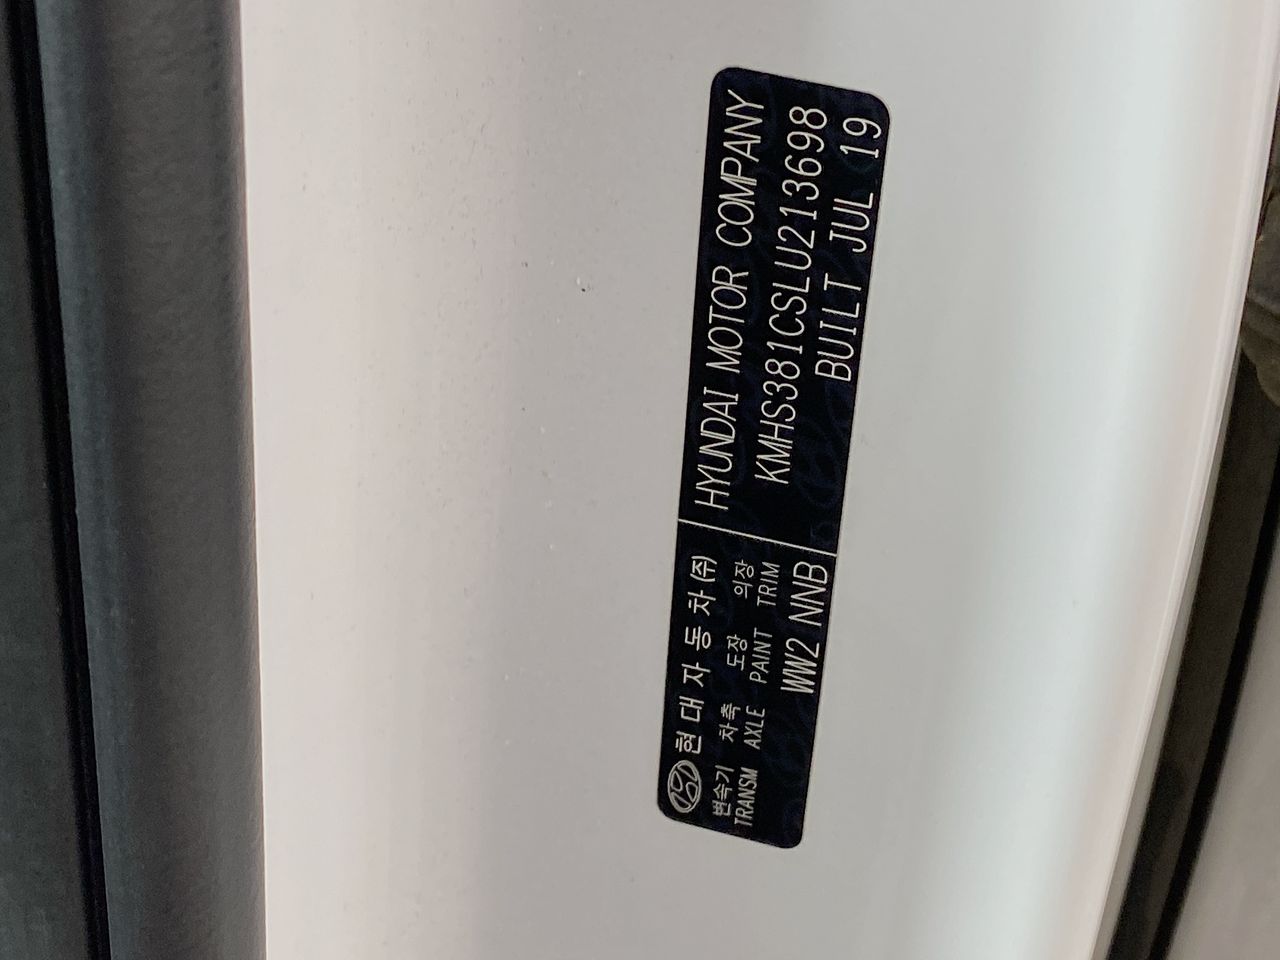 현대자동차(주) HYUNDAI MOTOR COMPANY
변속기 차축 도장 의장 KMHS381CSLU213698
TRANSM AXLE PAINT TRIM BUILT JUL 19
WW2 NNB